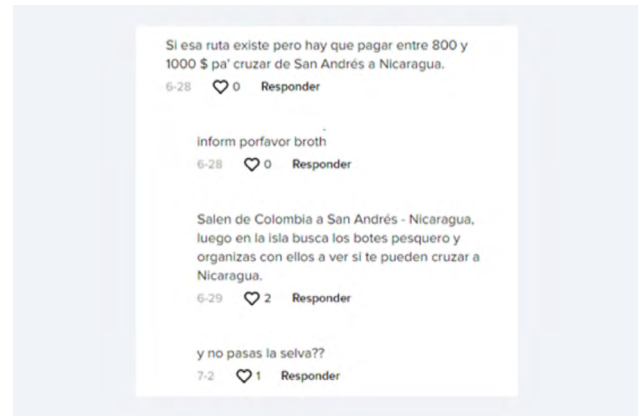 Si esa ruta existe pero hay que pagar entre 800 y
1000 $ pa' cruzar de San Andrés a Nicaragua.
6-28 0 Responder
inform porfavor broth
6-28 0 Responder
Salen de Colombia a San Andrés - Nicaragua,
luego en la isla busca los botes pesquero y
organizas con ellos a ver si te pueden cruzar a
Nicaragua.
6-29 2 Responder
y no pasas la selva??
7-2 1 Responder